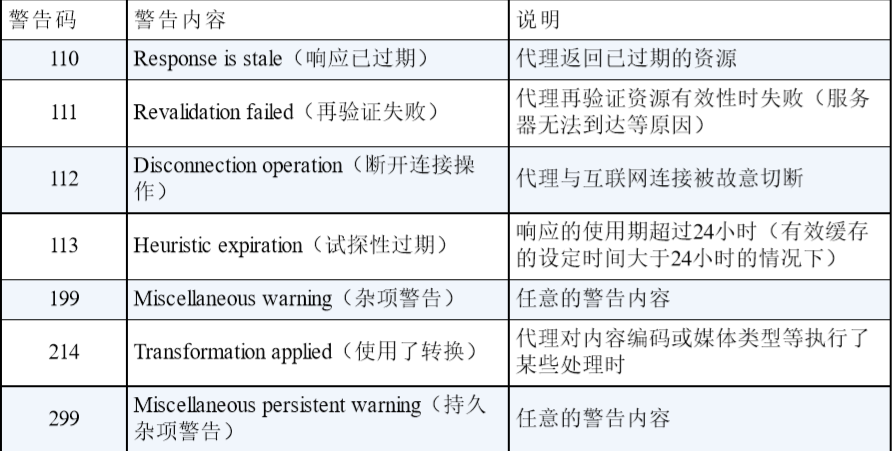 警告码 警告内容 说明
110 Response is stale（响应已过期） 代理返回已过期的资源
111 Revalidation failed（再验证失败） 代理再验证资源有效性时失败（服务
器无法到达等原因）
112 Disconnection operation（断开连接操
作） 代理与互联网连接被故意切断
113 Heuristic expiration（试探性过期） 响应的使用期超过24小时（有效缓存
的设定时间大于24小时的情况下）
199 Miscellaneous warning（杂项警告） 任意的警告内容
214 Transformation applied（使用了转换） 代理对内容编码或媒体类型等执行了
某些处理时
299 Miscellaneous persistent warning（持久
杂项警告） 任意的警告内容